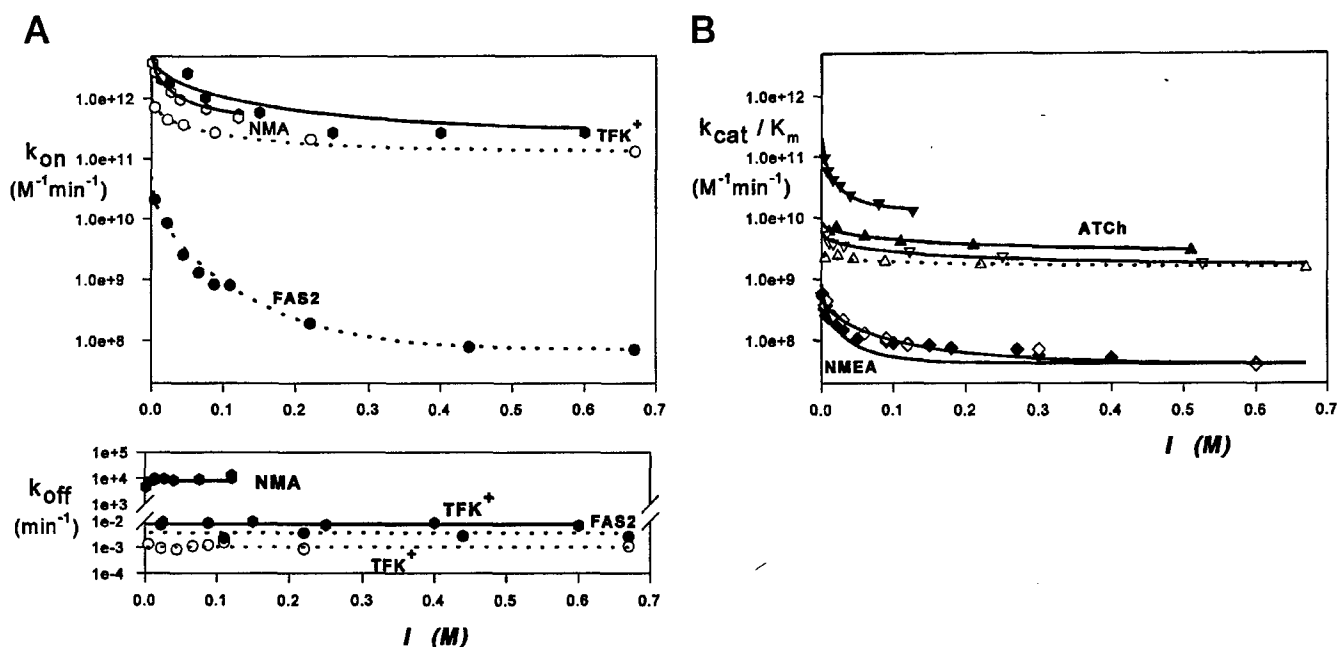 A
1.0e+12
1.0e+11
1.0e+10
1.0e+9
1.0e+8
k_on
(M⁻¹min⁻¹)
NMA
TFK⁺
FAS2
0.0 0.1 0.2 0.3 0.4 0.5 0.6 0.7
1e+5
1e+4
1e+3
1e-2
1e-3
1e-4
k_off
(min⁻¹)
NMA
TFK⁺
FAS2
TFK⁺
0.0 0.1 0.2 0.3 0.4 0.5 0.6 0.7
I (M)
B
1.0e+12
1.0e+11
1.0e+10
1.0e+9
1.0e+8
k_cat / K_m
(M⁻¹min⁻¹)
ATCh
NMEA
0.0 0.1 0.2 0.3 0.4 0.5 0.6 0.7
I (M)